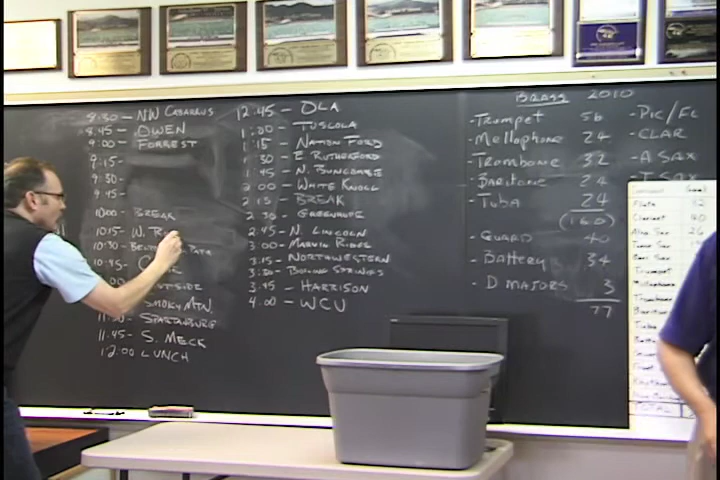 8:30 - NW CABARRUS
8:45 - OWEN
9:00 - FORREST
9:15 -
9:30 -
9:45 -
10:00 - BREAK
10:15 - W. R
10:30 -
10:45 -
SMOKY MTN.
11:30 - SPARTANBURG
11:45 - S. MECK
12:00 LUNCH
12:45 - OLA
1:00 - TUSCOLA
1:15 - NATION FORD
1:30 - E. RUTHERFORD
1:45 - N. BUNCOMBE
2:00 - WHITE KNOLL
2:15 - BREAK
2:30 - GREENHOPE
2:45 - N. LINCOLN
3:00 - MARVIN RIDGE
3:15 - NORTHWESTERN
3:30 - BOILING SPRINGS
3:45 - HARRISON
4:00 - WCU
BRASS 2010
- Trumpet 56
- Mellophone 24
- Trombone 32
- Baritone 24
- Tuba 24
(160)
- GUARD 40
- Battery 34
- D MAJORS 3
77
- PIC/FL
- CLAR
- A SAX
- T SAX
Flute 32
Clarinet 40
Alto Sax 26
Tenor Sax
Bari Sax
Trumpet
Mellophone
Trombone
Baritone
Tuba